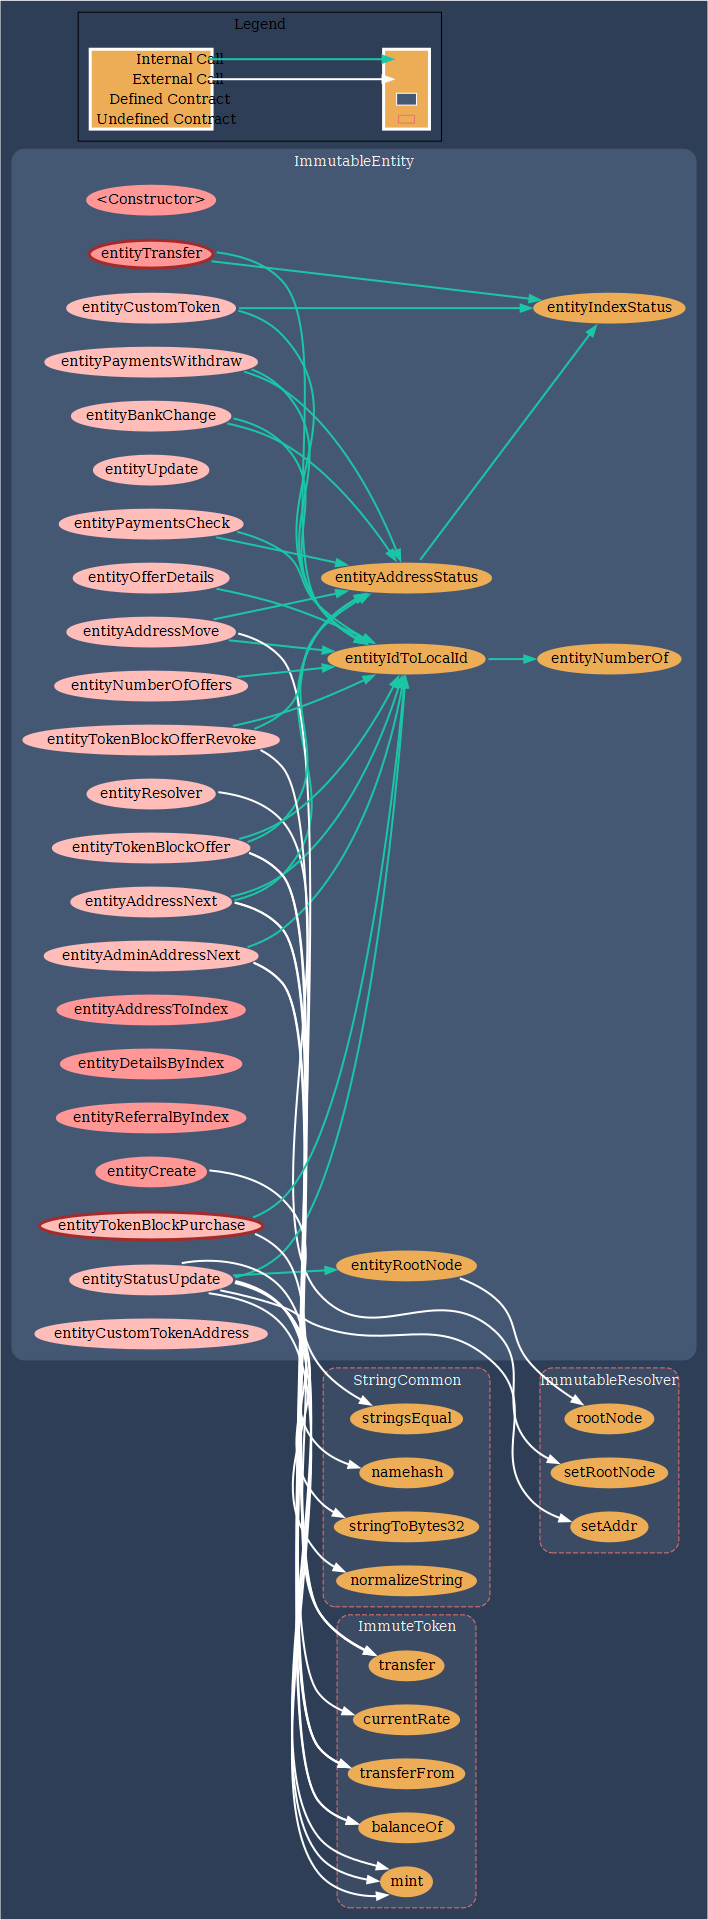 Legend
Internal Call
External Call
Defined Contract
Undefined Contract
ImmutableEntity
<Constructor>
entityTransfer
entityCustomToken
entityIndexStatus
entityPaymentsWithdraw
entityBankChange
entityUpdate
entityPaymentsCheck
entityOfferDetails
entityAddressStatus
entityAddressMove
entityIdToLocalId
entityNumberOf
entityNumberOfOffers
entityTokenBlockOfferRevoke
entityResolver
entityTokenBlockOffer
entityAddressNext
entityAdminAddressNext
entityAddressToIndex
entityDetailsByIndex
entityReferralByIndex
entityCreate
entityTokenBlockPurchase
entityStatusUpdate
entityRootNode
entityCustomTokenAddress
StringCommon
stringsEqual
namehash
stringToBytes32
normalizeString
ImmutableResolver
rootNode
setRootNode
setAddr
ImmuteToken
transfer
currentRate
transferFrom
balanceOf
mint